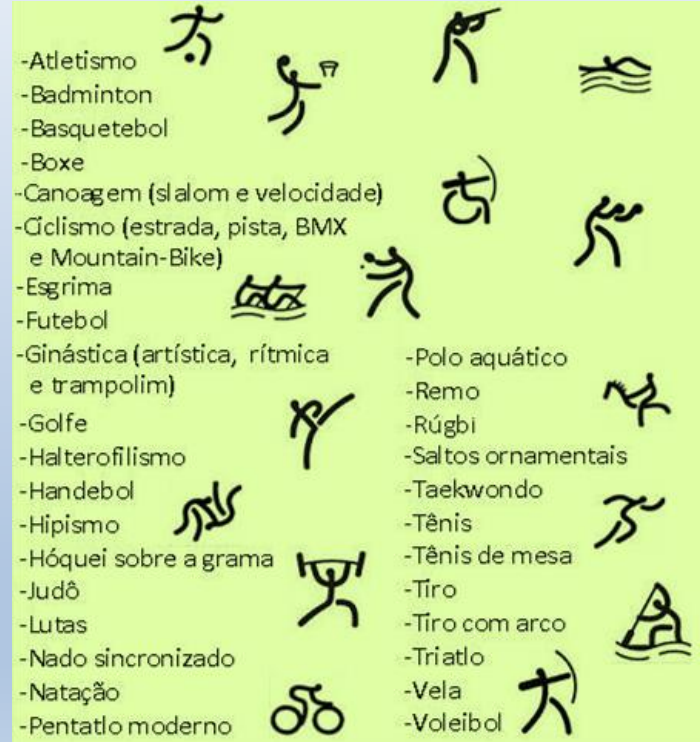 -Atletismo
-Badminton
-Basquetebol
-Boxe
-Canoagem (slalom e velocidade)
-Ciclismo (estrada, pista, BMX
e Mountain-Bike)
-Esgrima
-Futebol
-Ginástica (artística, rítmica
e trampolim)
-Golfe
-Halterofilismo
-Handebol
-Hipismo
-Hóquei sobre a grama
-Judô
-Lutas
-Nado sincronizado
-Natação
-Pentatlo moderno
-Polo aquático
-Remo
-Rúgbi
-Saltos ornamentais
-Taekwondo
-Tênis
-Tênis de mesa
-Tiro
-Tiro com arco
-Triatlo
-Vela
-Voleibol